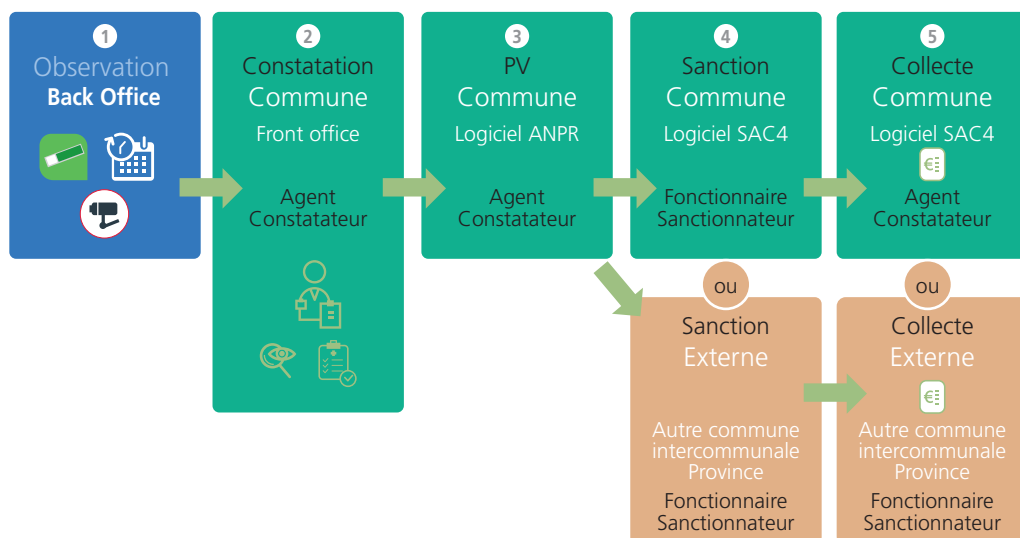 1
Observation
Back Office
2
Constatation
Commune
Front office
Agent
Constatateur
3
PV
Commune
Logiciel ANPR
Agent
Constatateur
4
Sanction
Commune
Logiciel SAC4
Fonctionnaire
Sanctionnateur
5
Collecte
Commune
Logiciel SAC4
€
Agent
Constatateur
ou
Sanction
Externe
Autre commune
intercommunale
Province
Fonctionnaire
Sanctionnateur
ou
Collecte
Externe
€
Autre commune
intercommunale
Province
Fonctionnaire
Sanctionnateur